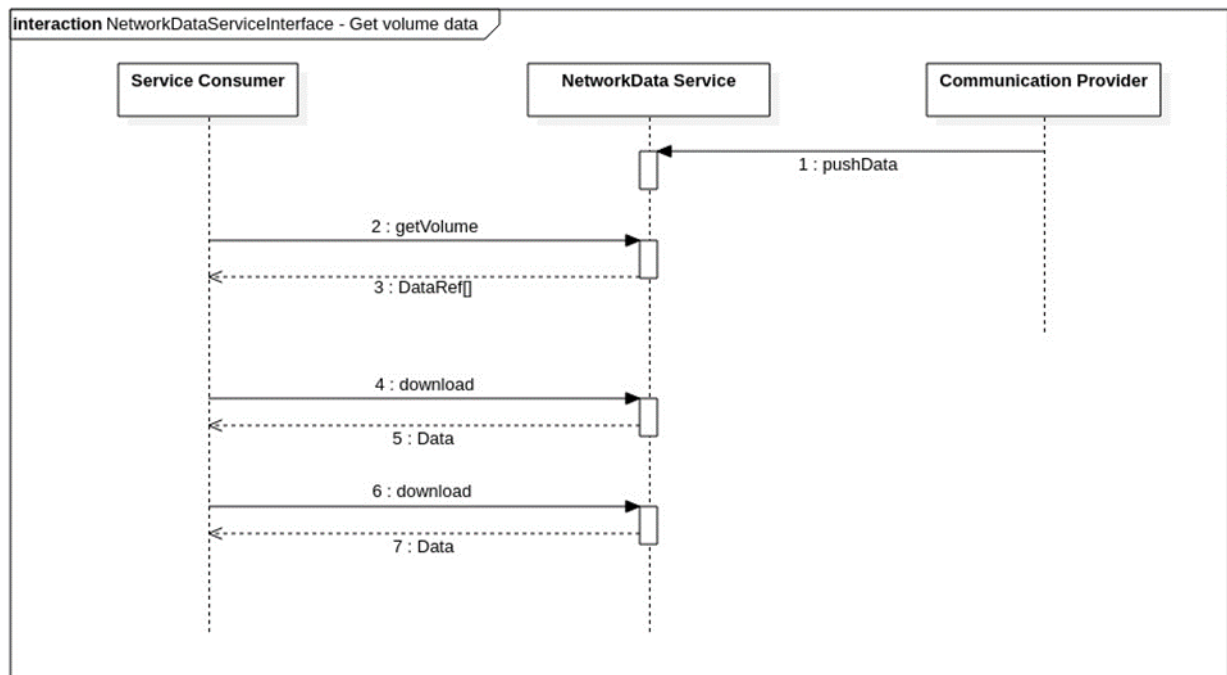 interaction NetworkDataServiceInterface - Get volume data
Service Consumer
NetworkData Service
Communication Provider
1 : pushData
2 : getVolume
3 : DataRef[]
4 : download
5 : Data
6 : download
7 : Data